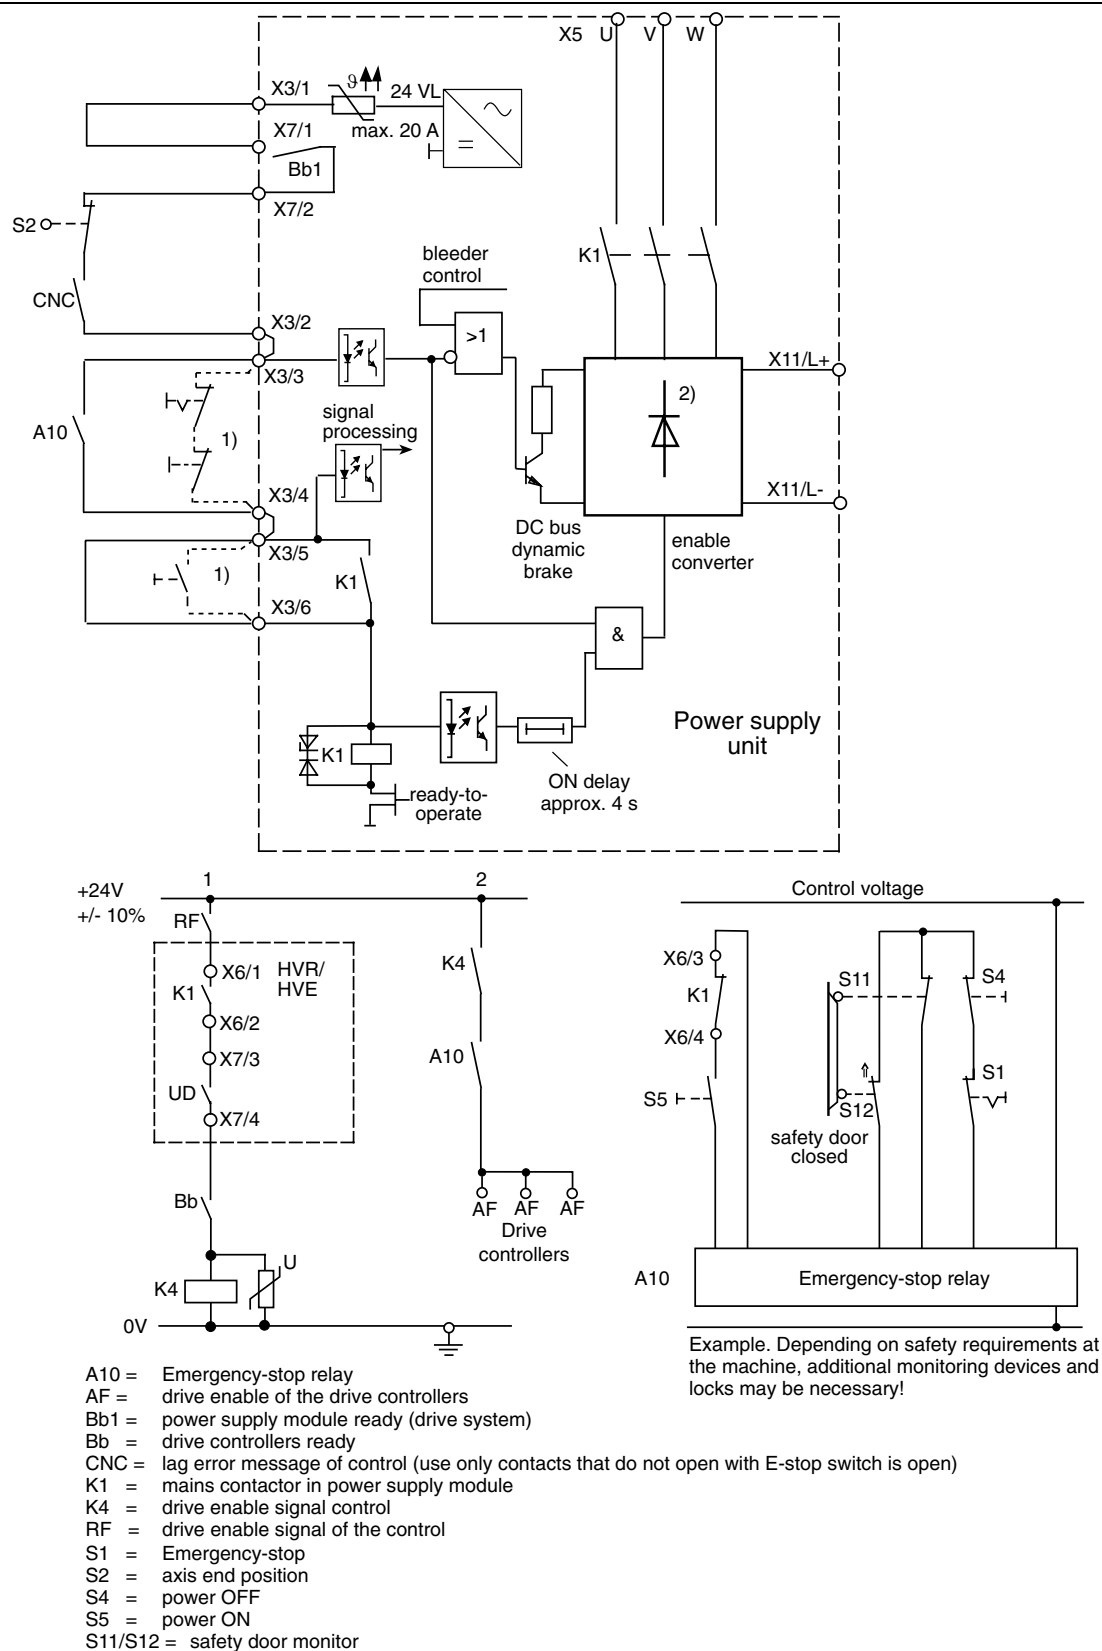 X5 U V W
X3/1
ϑ
24 VL
max. 20 A
~
=
X7/1
Bb1
X7/2
S2
CNC
bleeder
control
K1
X3/2
>1
X3/3
X11/L+
2)
A10
1)
signal
processing
X3/4
X11/L-
DC bus
dynamic
brake
enable
converter
X3/5
1)
K1
X3/6
&
Power supply
unit
K1
ON delay
approx. 4 s
ready-to-
operate
+24V
+/- 10%
1
2
RF
X6/1
HVR/
HVE
K1
X6/2
X7/3
UD
X7/4
Bb
K4
U
0V
K4
A10
AF AF AF
Drive
controllers
Control voltage
X6/3
K1
X6/4
S5
S11
S4
S12
S1
safety door
closed
A10
Emergency-stop relay
Example. Depending on safety requirements at
the machine, additional monitoring devices and
locks may be necessary!
A10 = Emergency-stop relay
AF = drive enable of the drive controllers
Bb1 = power supply module ready (drive system)
Bb = drive controllers ready
CNC = lag error message of control (use only contacts that do not open with E-stop switch is open)
K1 = mains contactor in power supply module
K4 = drive enable signal control
RF = drive enable signal of the control
S1 = Emergency-stop
S2 = axis end position
S4 = power OFF
S5 = power ON
S11/S12 = safety door monitor